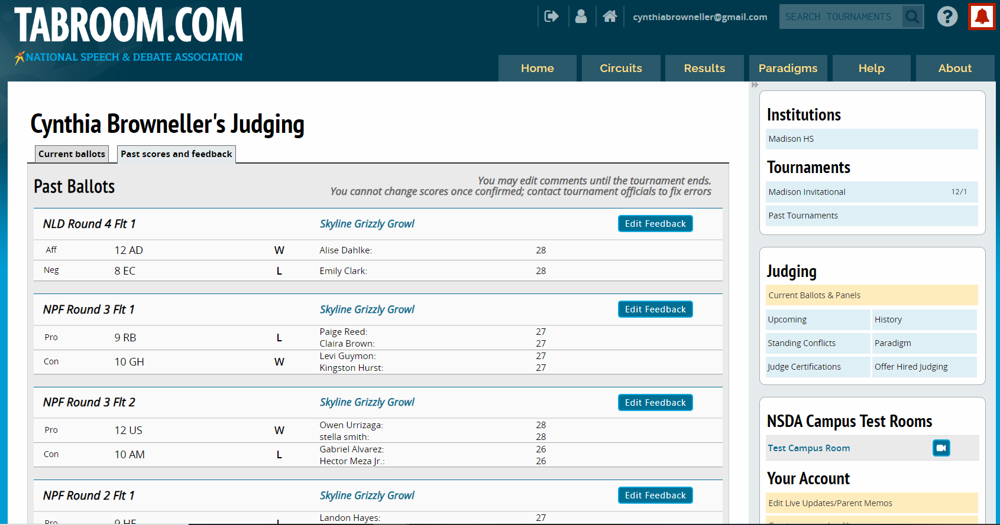 TABROOM.COM
NATIONAL SPEECH & DEBATE ASSOCIATION
cynthiabrowneller@gmail.com
SEARCH TOURNAMENTS
?
Home
Circuits
Results
Paradigms
Help
About
Cynthia Browneller's Judging
Current ballots
Past scores and feedback
Past Ballots
You may edit comments until the tournament ends.
You cannot change scores once confirmed; contact tournament officials to fix errors
NLD Round 4 Flt 1 Skyline Grizzly Growl Edit Feedback
Aff 12 AD W Alise Dahlke: 28
Neg 8 EC L Emily Clark: 28
NPF Round 3 Flt 1 Skyline Grizzly Growl Edit Feedback
Pro 9 RB L Paige Reed: 27
Claira Brown: 27
Con 10 GH W Levi Guymon: 27
Kingston Hurst: 27
NPF Round 3 Flt 2 Skyline Grizzly Growl Edit Feedback
Pro 12 US W Owen Urrizaga: 28
stella smith: 28
Con 10 AM L Gabriel Alvarez: 26
Hector Meza Jr.: 26
NPF Round 2 Flt 1 Skyline Grizzly Growl Edit Feedback
Landon Hayes: 27
Pro 9 L
Institutions
Madison HS
Tournaments
Madison Invitational 12/1
Past Tournaments
Judging
Current Ballots & Panels
Upcoming
History
Standing Conflicts
Paradigm
Judge Certifications
Offer Hired Judging
NSDA Campus Test Rooms
Test Campus Room
Your Account
Edit Live Updates/Parent Memos